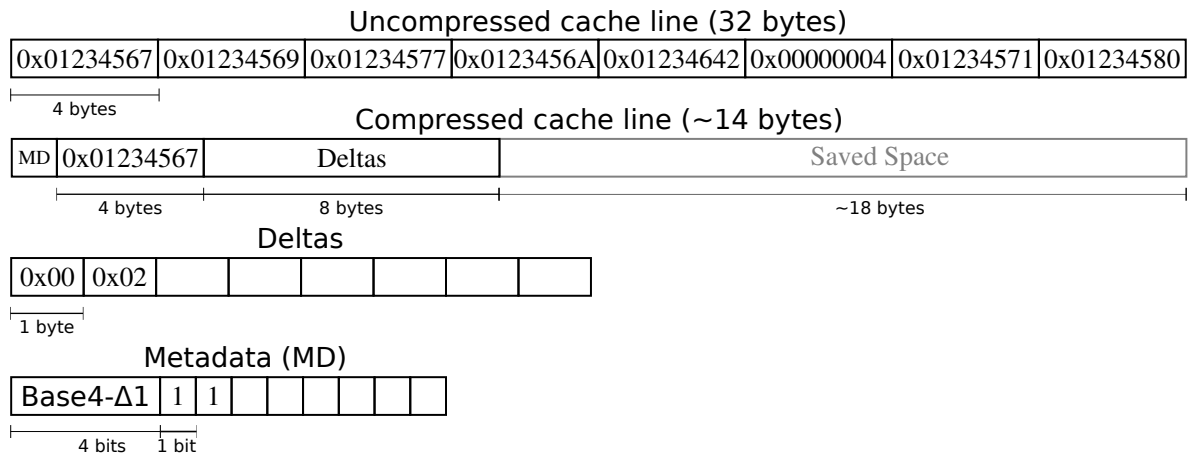 Uncompressed cache line (32 bytes)
0x01234567 0x01234569 0x01234577 0x0123456A 0x01234642 0x00000004 0x01234571 0x01234580
4 bytes
Compressed cache line (~14 bytes)
MD 0x01234567 Deltas Saved Space
4 bytes 8 bytes ~18 bytes
Deltas
0x00 0x02
1 byte
Metadata (MD)
Base4-Δ1 1 1
4 bits 1 bit